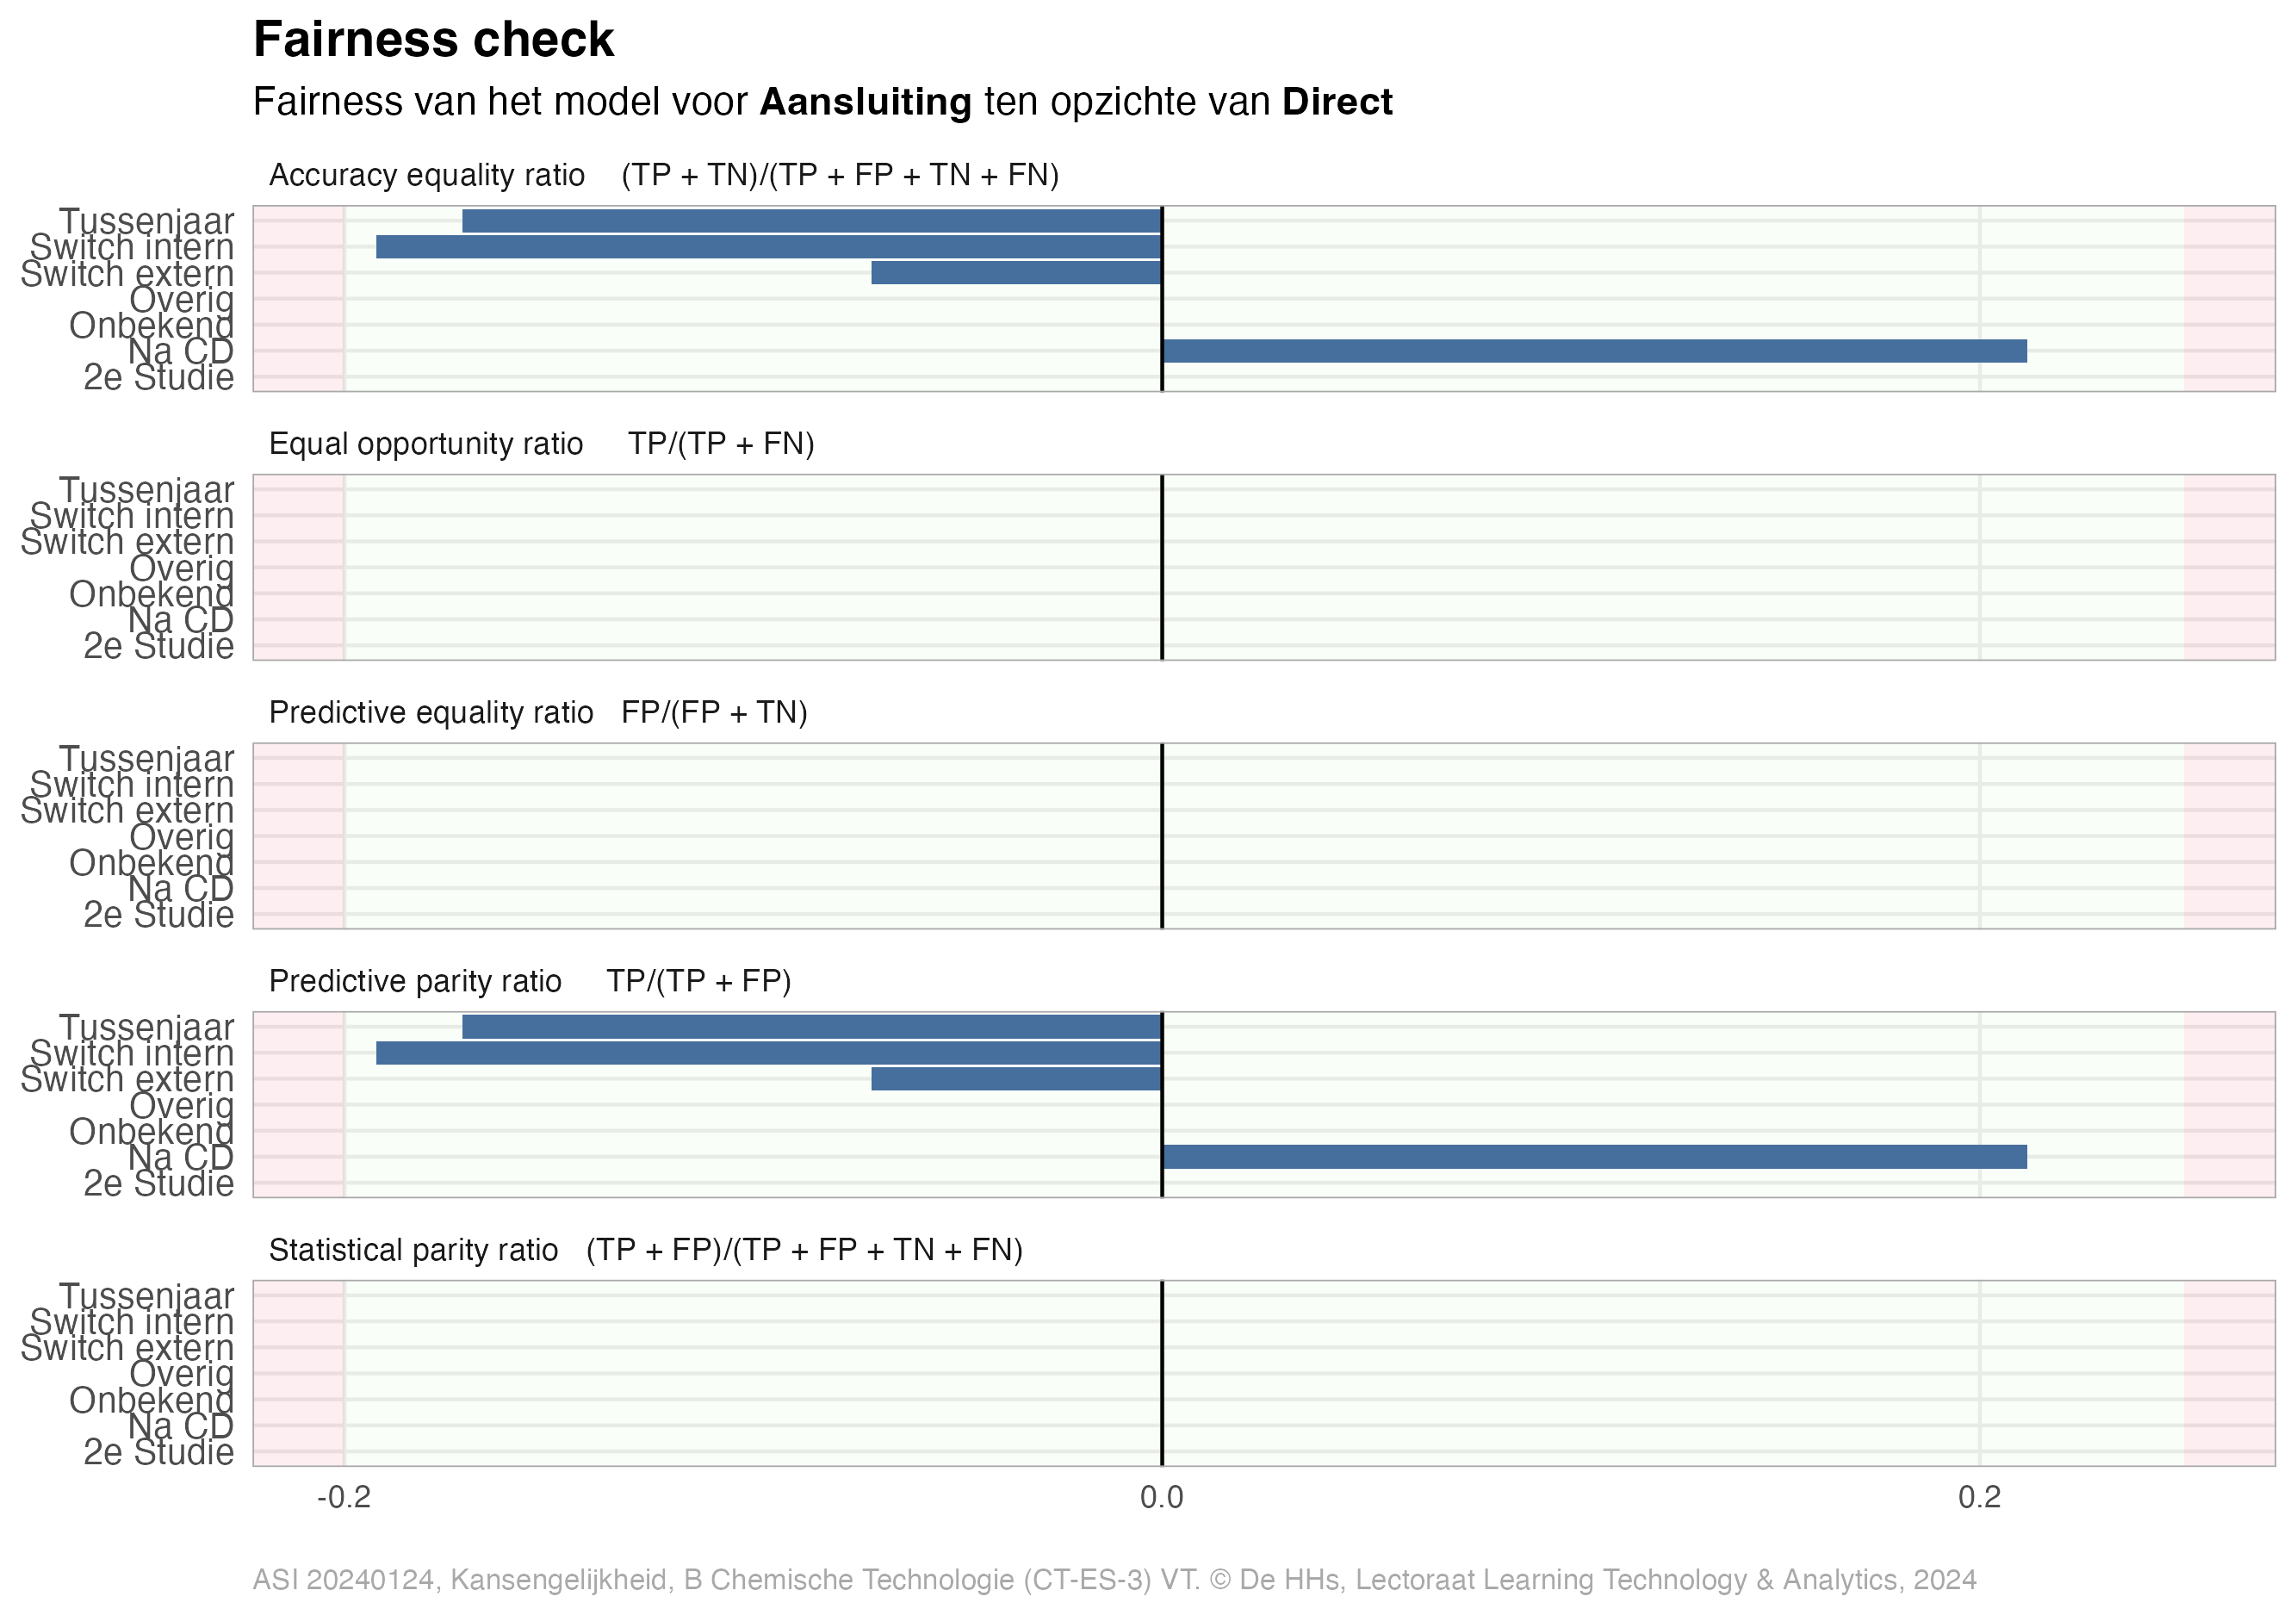 Fairness check
Fairness van het model voor Aansluiting ten opzichte van Direct
Accuracy equality ratio (TP + TN)/(TP + FP + TN + FN)
Tussenjaar
Switch intern
Switch extern
Overig
Onbekend
Na CD
2e Studie
Equal opportunity ratio TP/(TP + FN)
Tussenjaar
Switch intern
Switch extern
Overig
Onbekend
Na CD
2e Studie
Predictive equality ratio FP/(FP + TN)
Tussenjaar
Switch intern
Switch extern
Overig
Onbekend
Na CD
2e Studie
Predictive parity ratio TP/(TP + FP)
Tussenjaar
Switch intern
Switch extern
Overig
Onbekend
Na CD
2e Studie
Statistical parity ratio (TP + FP)/(TP + FP + TN + FN)
Tussenjaar
Switch intern
Switch extern
Overig
Onbekend
Na CD
2e Studie
-0.2 0.0 0.2
ASI 20240124, Kansengelijkheid, B Chemische Technologie (CT-ES-3) VT. © De HHs, Lectoraat Learning Technology & Analytics, 2024